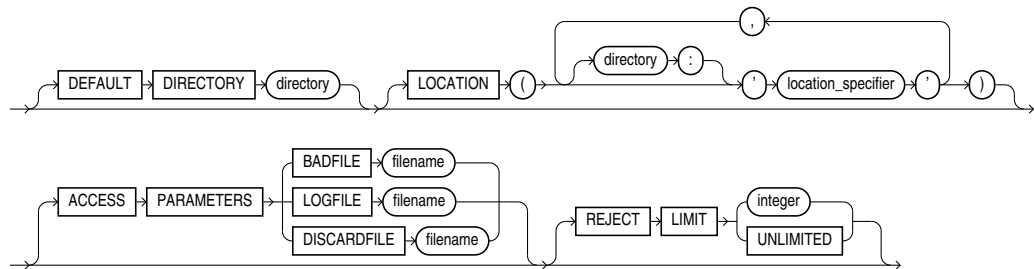 ,
directory :
DEFAULT DIRECTORY directory LOCATION ( ' location_specifier ' )
BADFILE filename
ACCESS PARAMETERS LOGFILE filename REJECT LIMIT integer
DISCARDFILE filename UNLIMITED